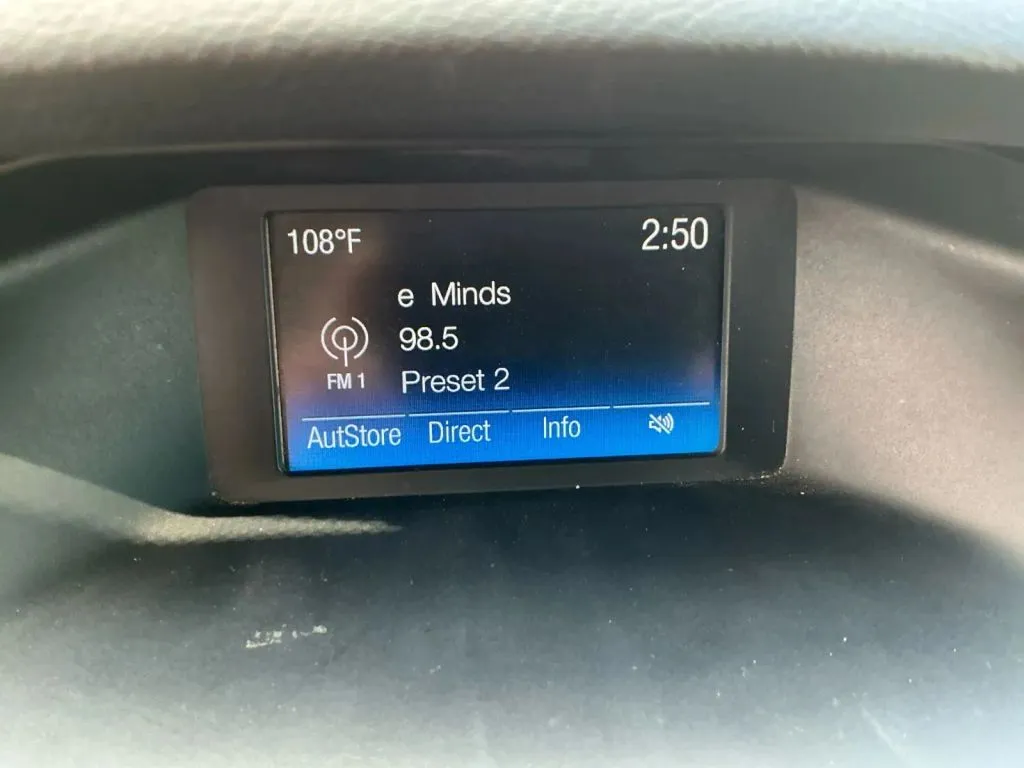 108°F 2:50
e Minds
98.5
FM 1 Preset 2
AutStore Direct Info